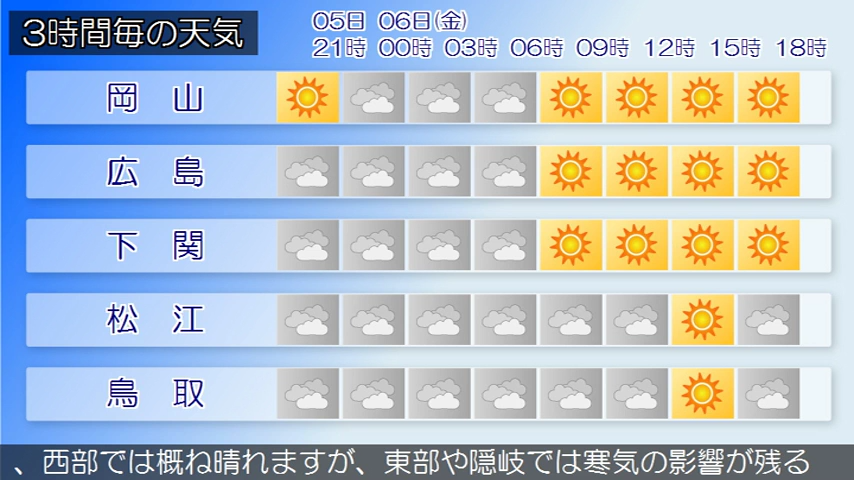 3時間毎の天気
05日 06日(金)
21時 00時 03時 06時 09時 12時 15時 18時
岡 山
広 島
下 関
松 江
鳥 取
、西部では概ね晴れますが、東部や隠岐では寒気の影響が残る